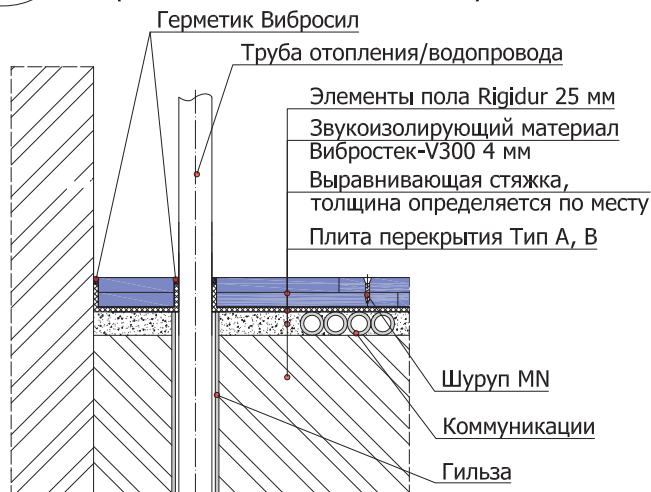 Герметик Вибросил
Труба отопления/водопровода
Элементы пола Rigidur 25 мм
Звукоизолирующий материал
Вибростек-V300 4 мм
Выравнивающая стяжка,
толщина определяется по месту
Плита перекрытия Тип А, В
Шуруп MN
Коммуникации
Гильза